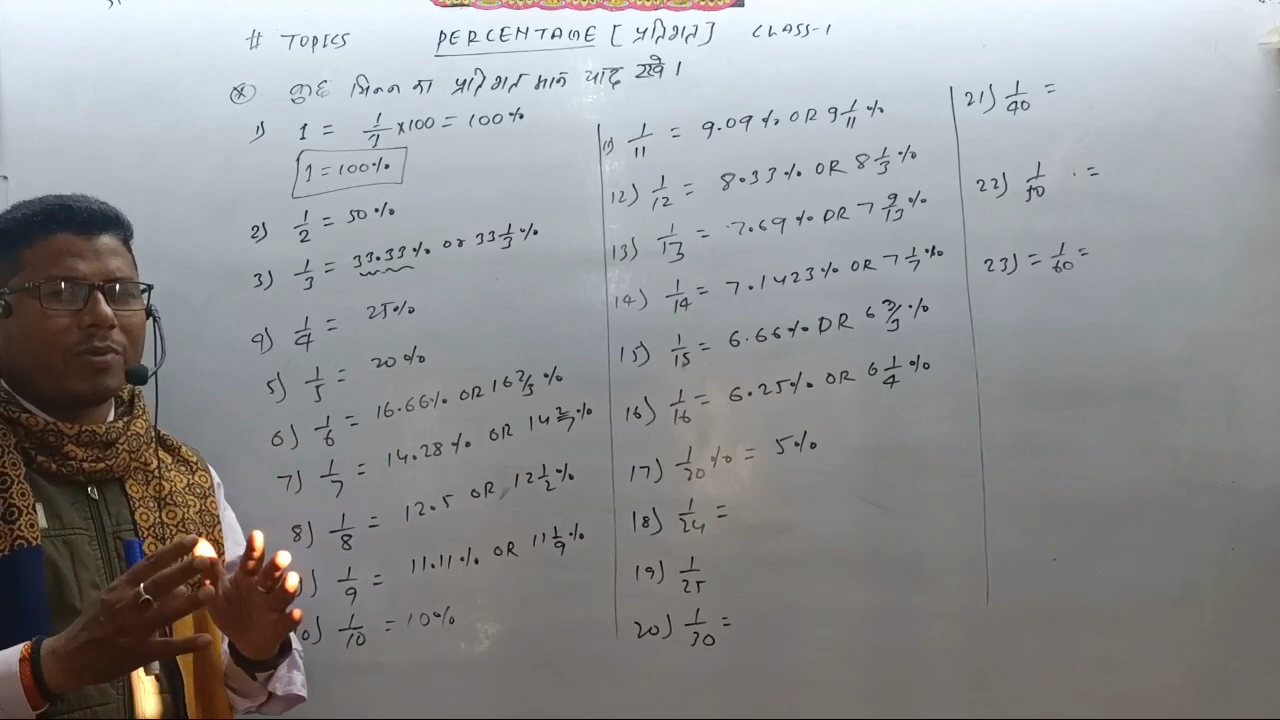 # TOPICS PERCENTAGE [प्रतिशत] CLASS-1
* कुछ भिन्न का प्रतिशत मान याद रखे।
1) 1 = 1/1 × 100 = 100%
1 = 100%
2) 1/2 = 50%
3) 1/3 = 33.33% or 33 1/3 %
4) 1/4 = 25%
5) 1/5 = 20%
6) 1/6 = 16.66% OR 16 2/3 %
7) 1/7 = 14.28% OR 14 2/7 %
8) 1/8 = 12.5 OR 12 1/2 %
) 1/9 = 11.11% OR 11 1/9 %
0) 1/10 = 10%
11) 1/11 = 9.09% OR 9 1/11 %
12) 1/12 = 8.33% OR 8 1/3 %
13) 1/13 = 7.69% OR 7 9/13 %
14) 1/14 = 7.1423% OR 7 1/7 %
15) 1/15 = 6.66% OR 6 2/3 %
16) 1/16 = 6.25% OR 6 1/4 %
17) 1/20 % = 5%
18) 1/24 =
19) 1/25
20) 1/30 =
21) 1/40 =
22) 1/50 =
23) = 1/60 =